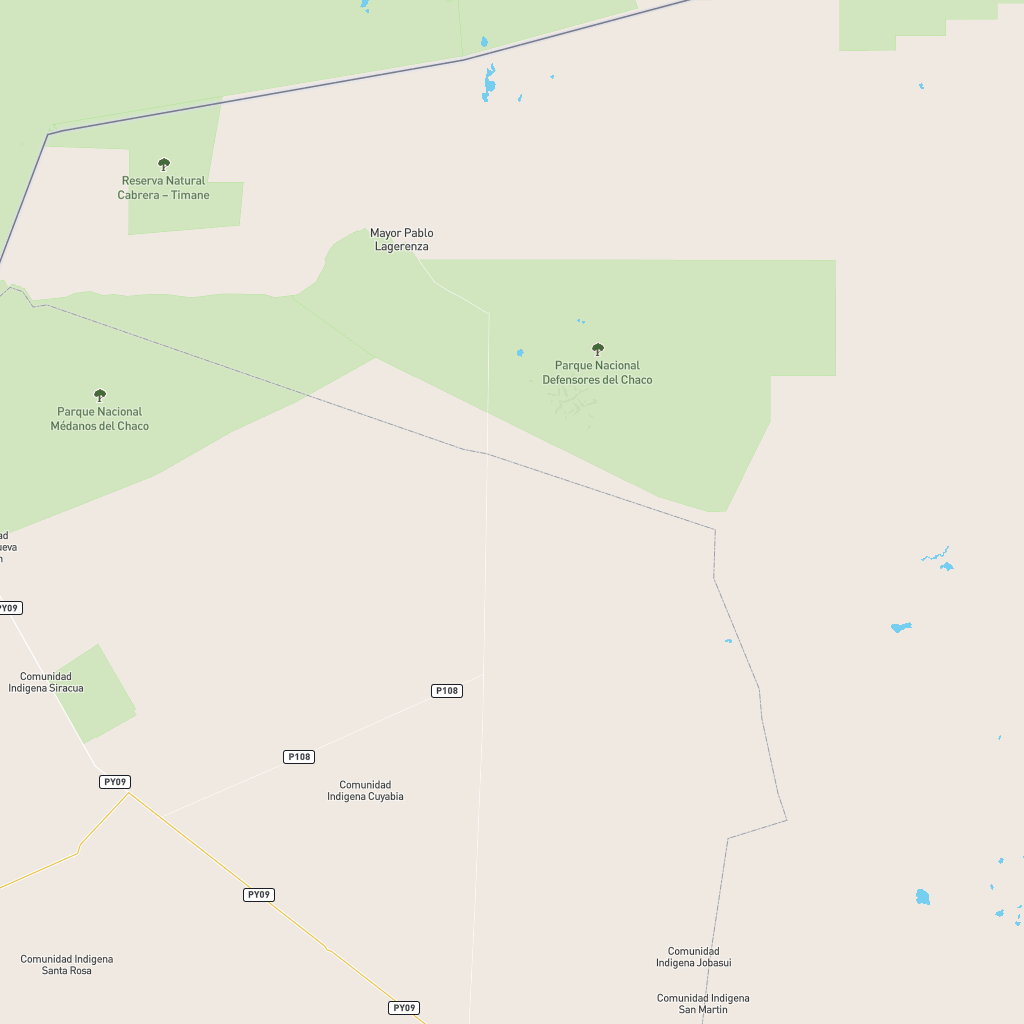 Reserva Natural
Cabrera – Timane
Mayor Pablo
Lagerenza
Parque Nacional
Defensores del Chaco
Parque Nacional
Médanos del Chaco
PY09
Comunidad
Indigena Siracua
P108
P108
PY09
Comunidad
Indigena Cuyabia
PY09
Comunidad Indigena
Santa Rosa
Comunidad
Indigena Jobasui
Comunidad Indigena
San Martin
PY09